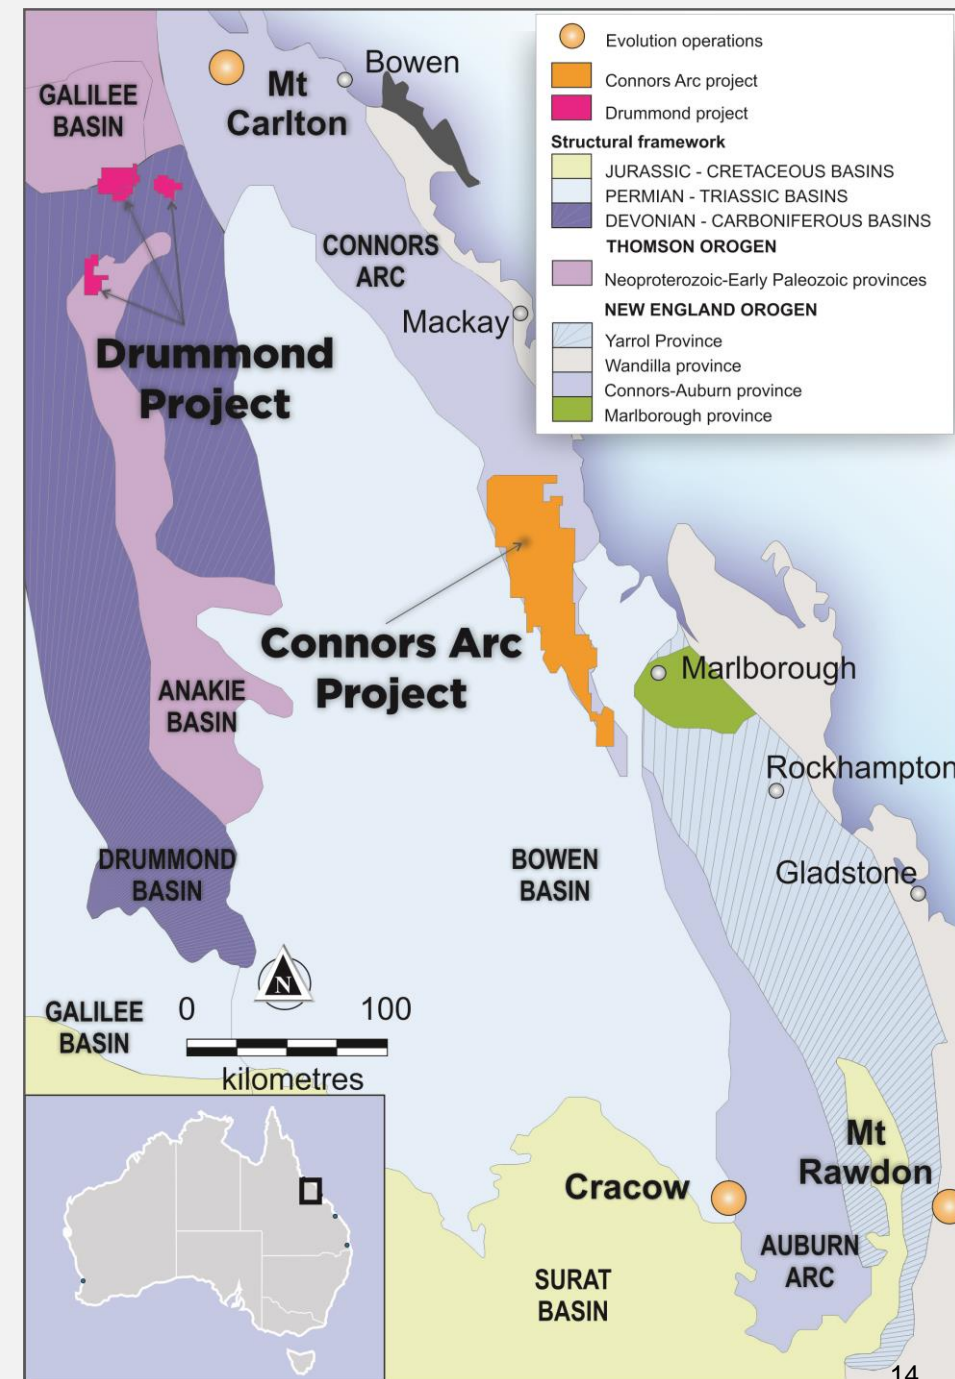 Evolution operations
Connors Arc project
Drummond project
Structural framework
JURASSIC - CRETACEOUS BASINS
PERMIAN - TRIASSIC BASINS
DEVONIAN - CARBONIFEROUS BASINS
THOMSON OROGEN
Neoproterozoic-Early Paleozoic provinces
NEW ENGLAND OROGEN
Yarrol Province
Wandilla province
Connors-Auburn province
Marlborough province
GALILEE
BASIN
Mt
Carlton
Bowen
CONNORS
ARC
Mackay
Drummond
Project
Connors Arc
Project
ANAKIE
BASIN
Marlborough
Rockhampton
Gladstone
DRUMMOND
BASIN
BOWEN
BASIN
GALILEE
BASIN
N
0 100
kilometres
Mt
Rawdon
Cracow
AUBURN
ARC
SURAT
BASIN
14